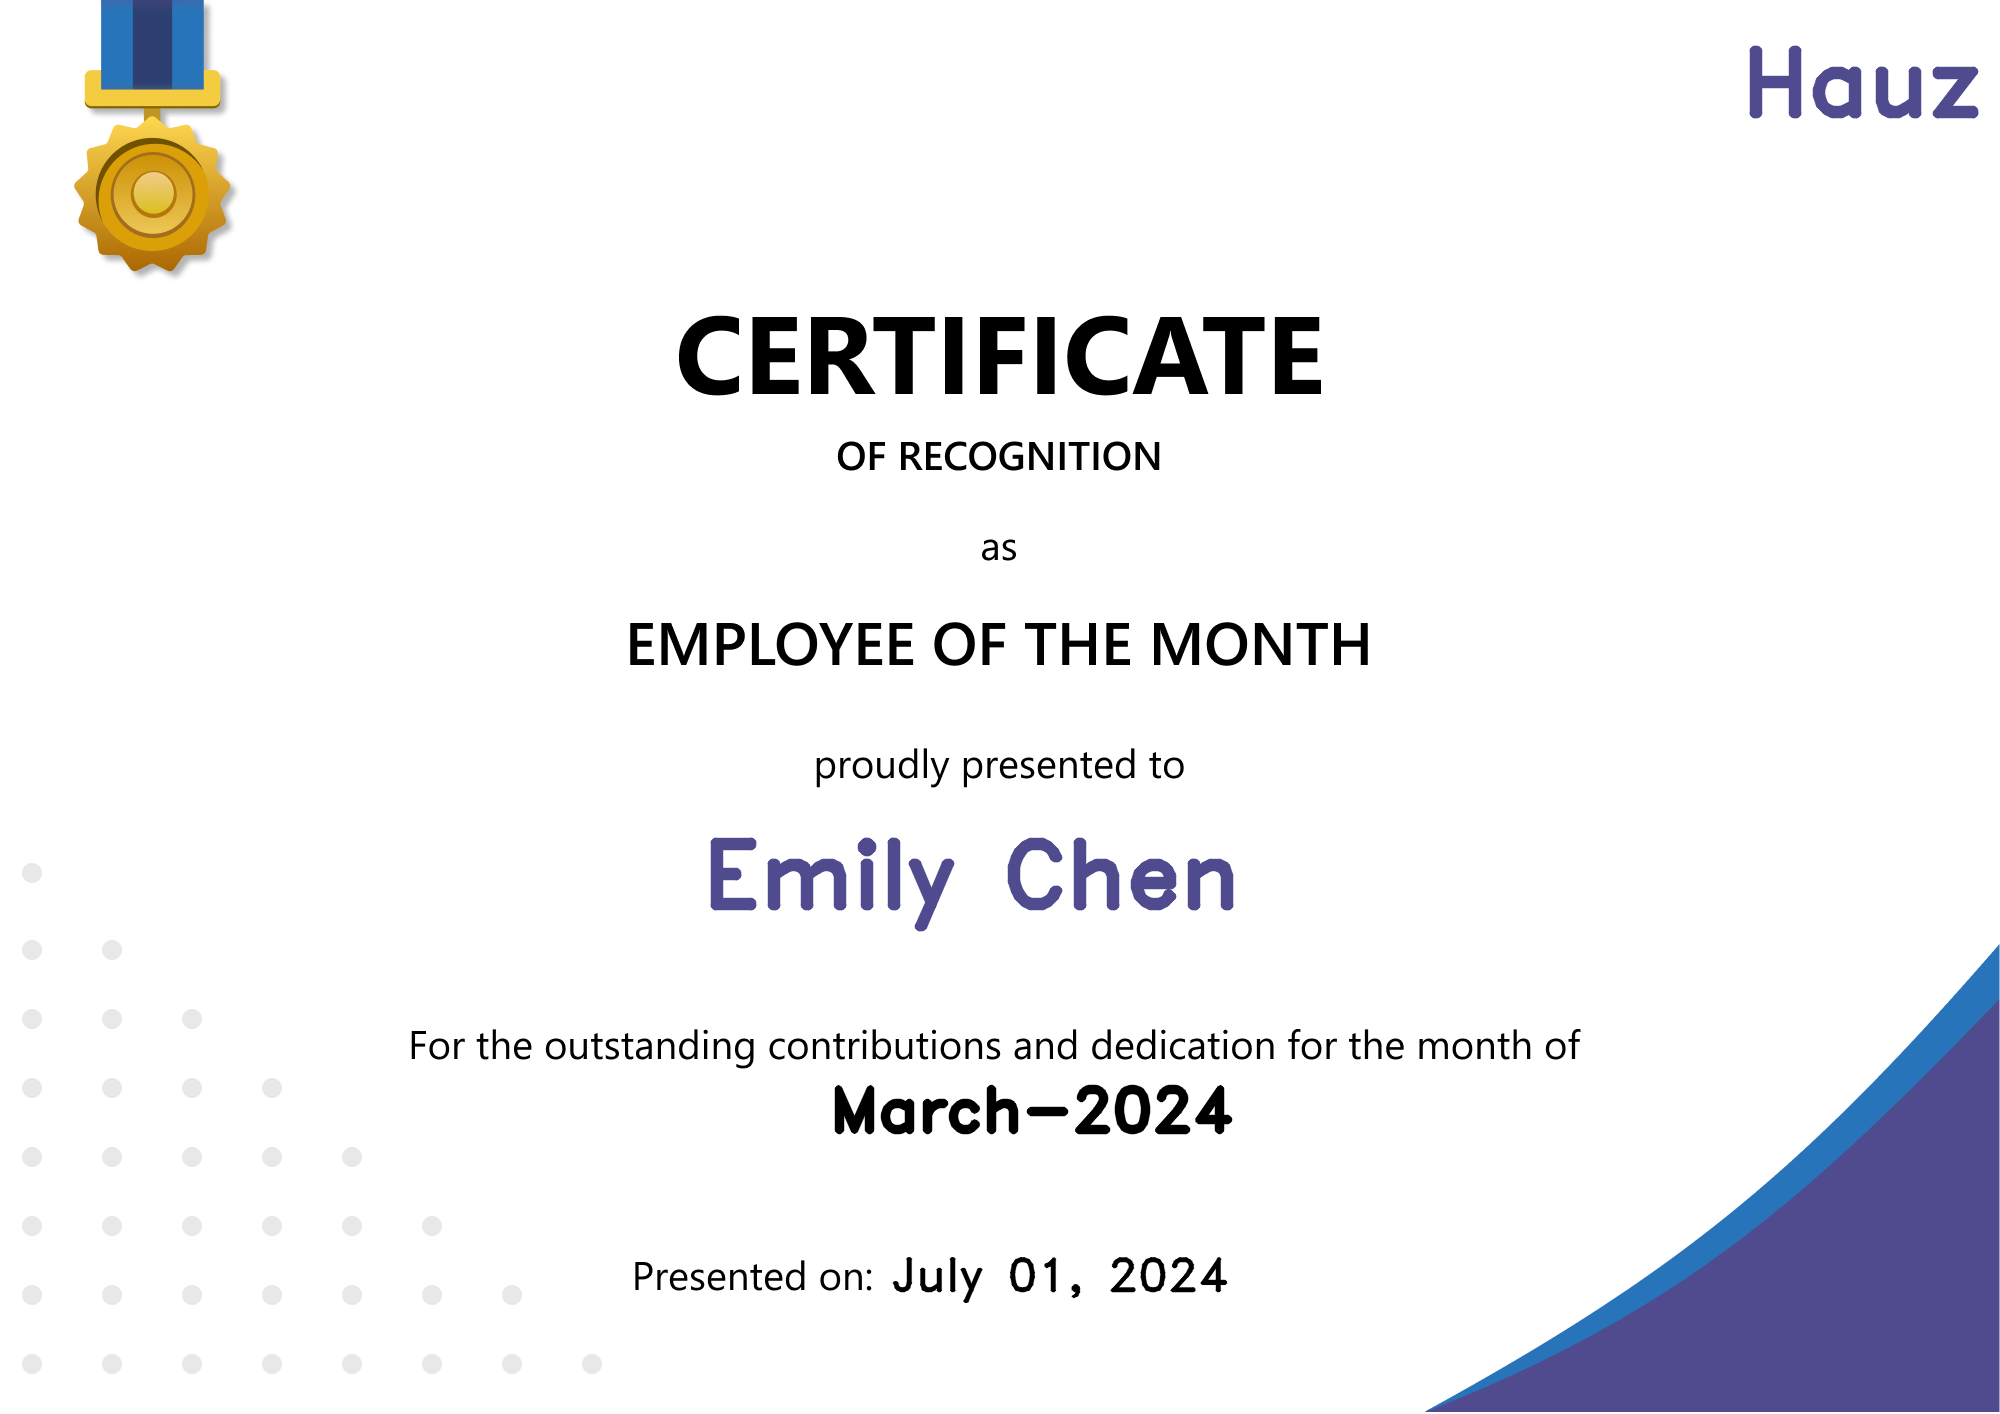 Hauz
CERTIFICATE
OF RECOGNITION
as
EMPLOYEE OF THE MONTH
proudly presented to
Emily Chen
For the outstanding contributions and dedication for the month of
March-2024
Presented on: July 01, 2024